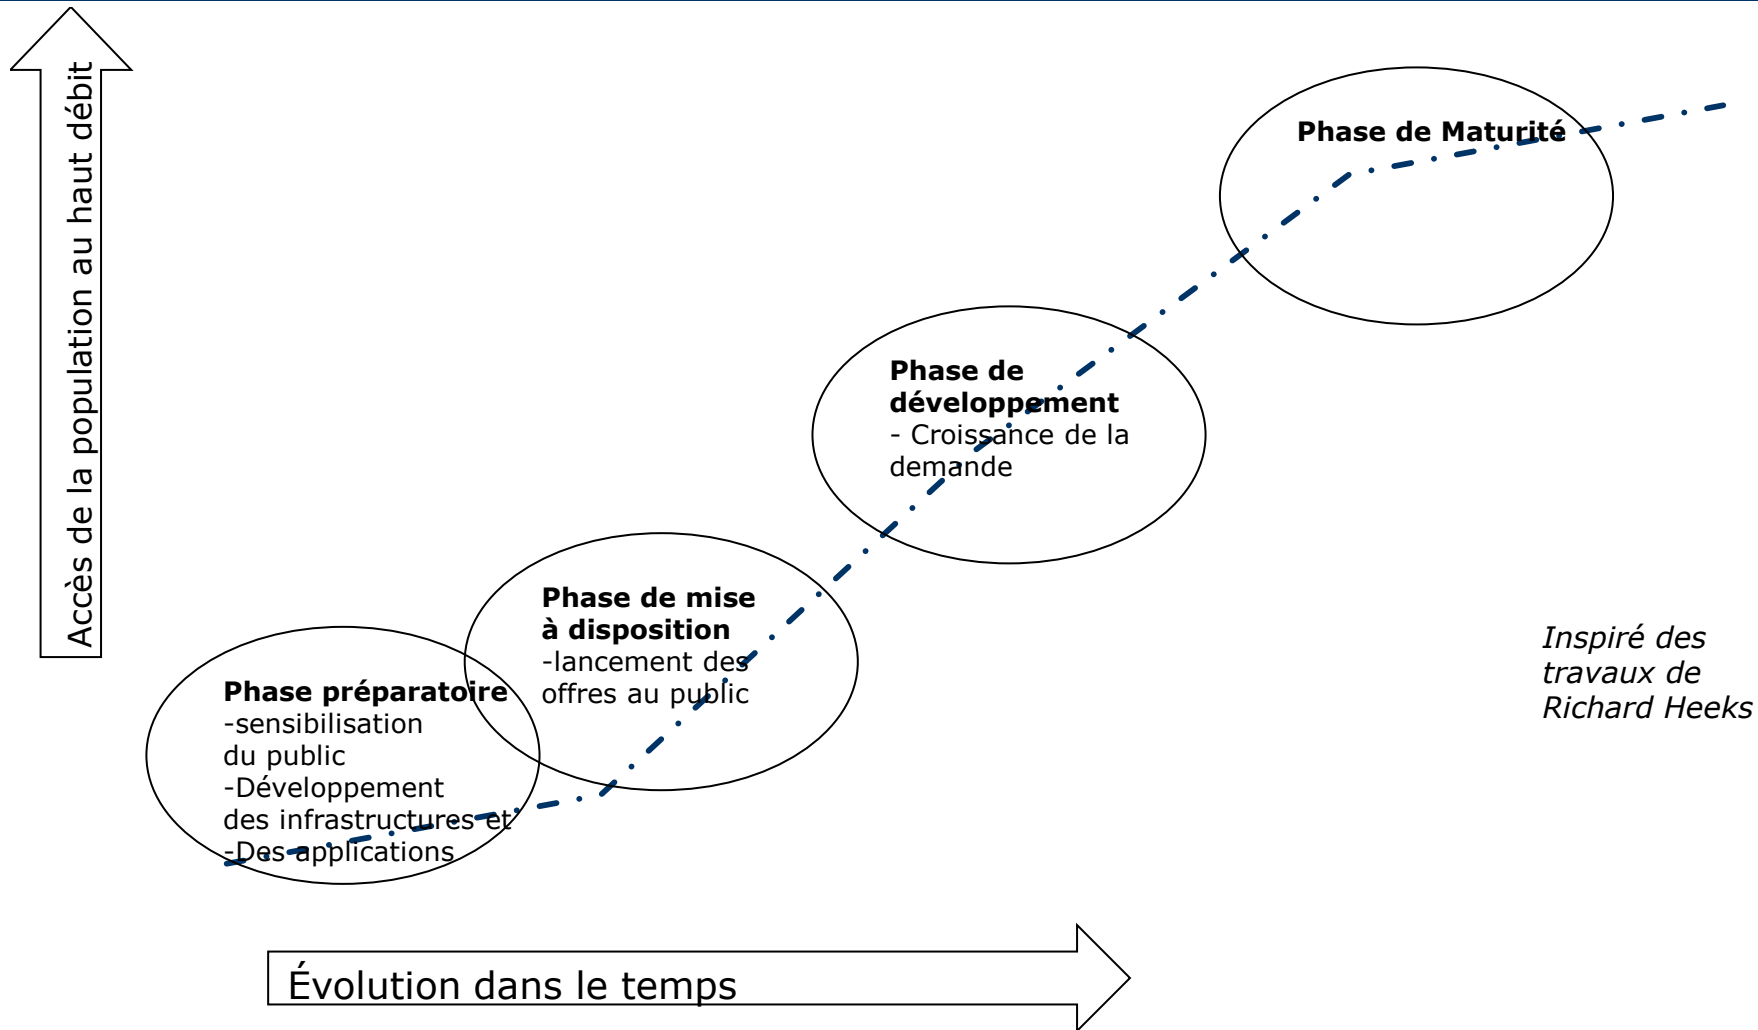 Accès de la population au haut débit
Phase de Maturité
Phase de
développement
- Croissance de la
demande
Phase de mise
à disposition
-lancement des
offres au public
Phase préparatoire
-sensibilisation
du public
-Développement
des infrastructures et
-Des applications
Inspiré des
travaux de
Richard Heeks
Évolution dans le temps